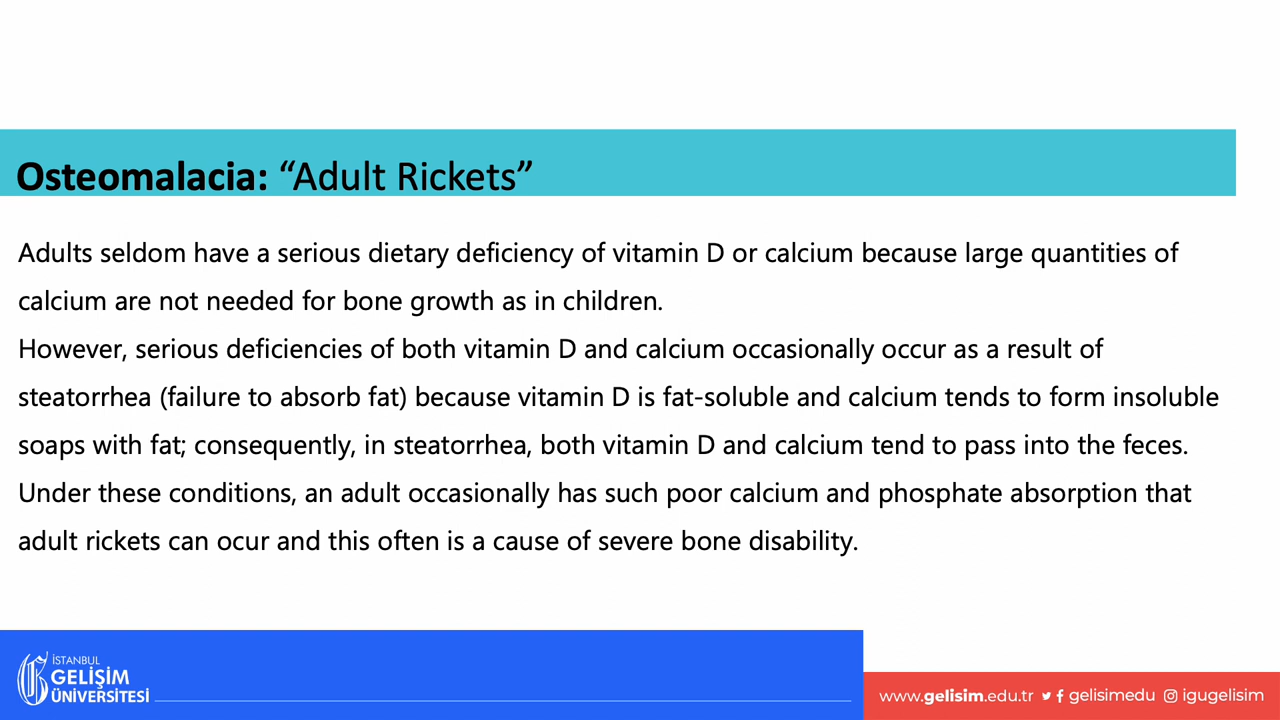 Osteomalacia: “Adult Rickets”
Adults seldom have a serious dietary deficiency of vitamin D or calcium because large quantities of
calcium are not needed for bone growth as in children.
However, serious deficiencies of both vitamin D and calcium occasionally occur as a result of
steatorrhea (failure to absorb fat) because vitamin D is fat-soluble and calcium tends to form insoluble
soaps with fat; consequently, in steatorrhea, both vitamin D and calcium tend to pass into the feces.
Under these conditions, an adult occasionally has such poor calcium and phosphate absorption that
adult rickets can ocur and this often is a cause of severe bone disability.
İSTANBUL
GELİŞİM
ÜNİVERSİTESİ
www.gelisim.edu.tr gelisimedu igugelisim